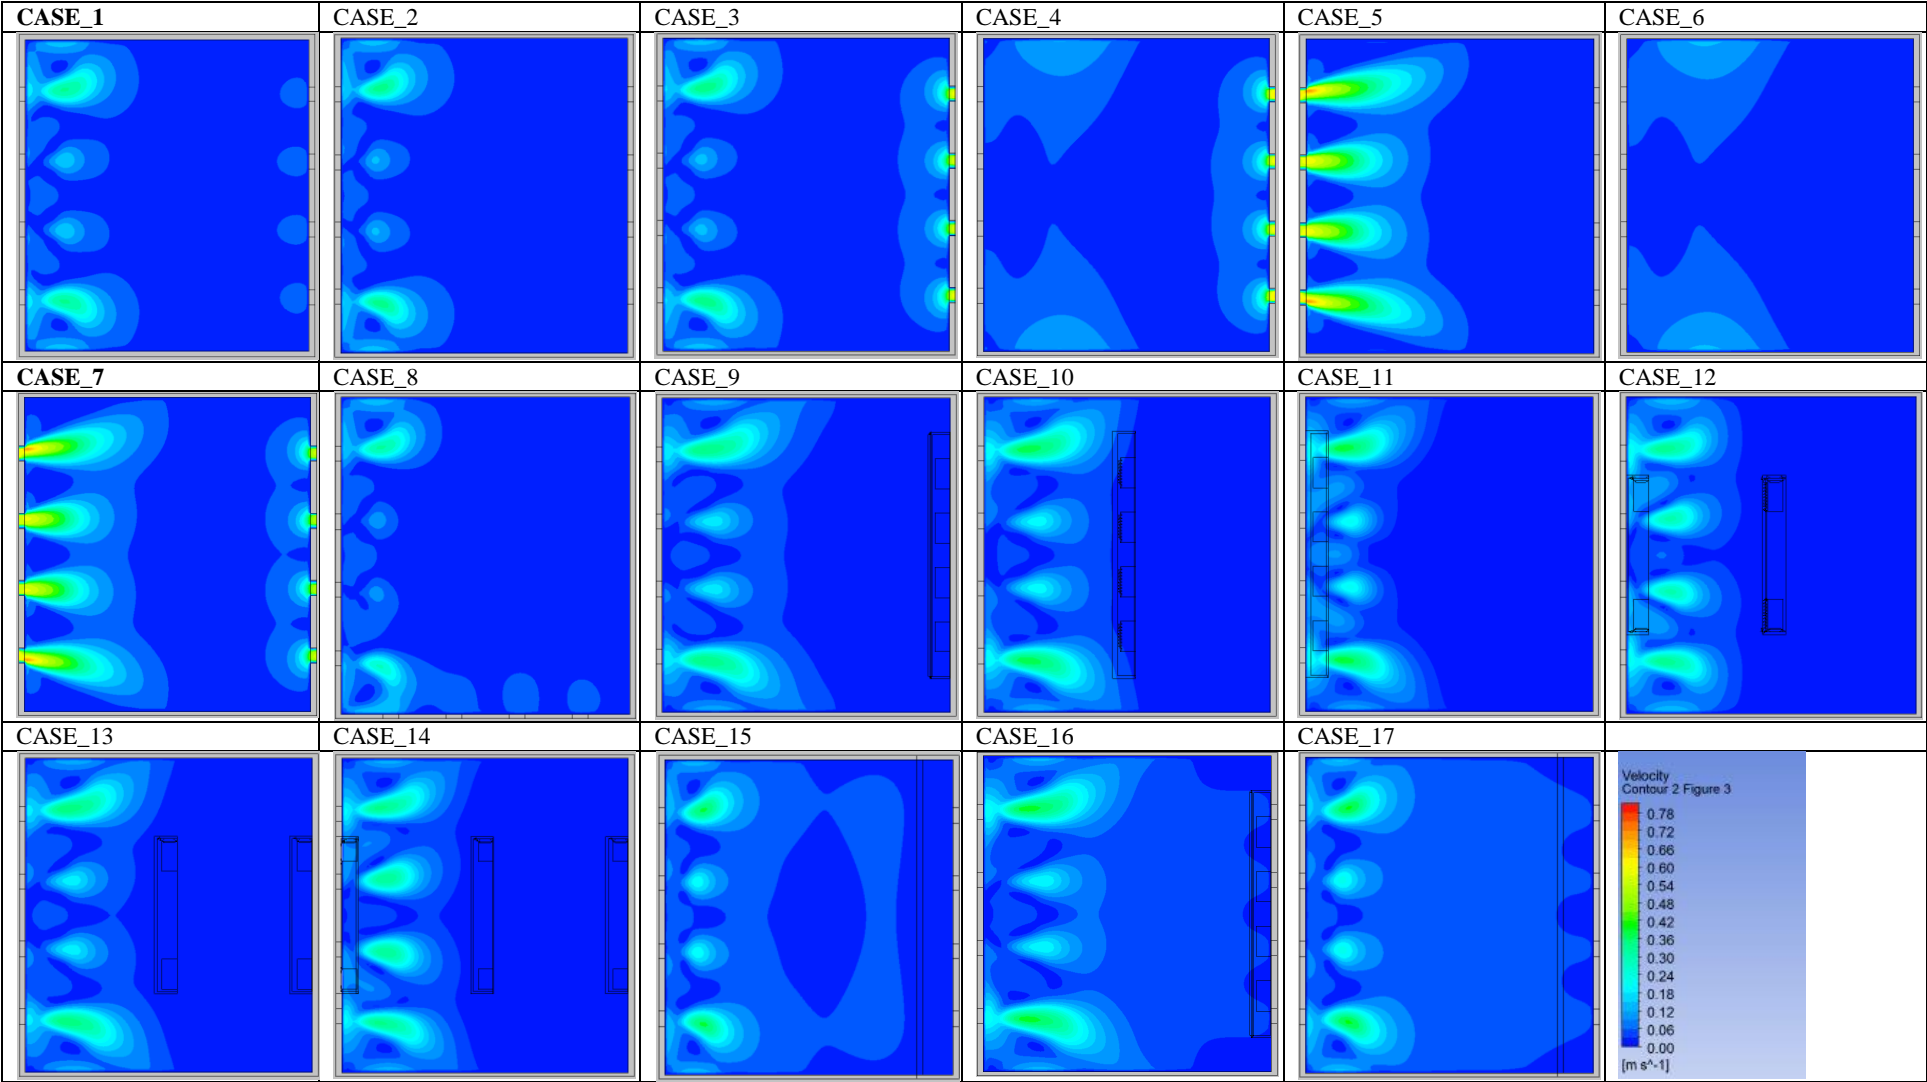 CASE_1
CASE_2
CASE_3
CASE_4
CASE_5
CASE_6
CASE_7
CASE_8
CASE_9
CASE_10
CASE_11
CASE_12
CASE_13
CASE_14
CASE_15
CASE_16
CASE_17
Velocity
Contour 2 Figure 3
0.78
0.72
0.66
0.60
0.54
0.48
0.42
0.36
0.30
0.24
0.18
0.12
0.06
0.00
[m s^-1]